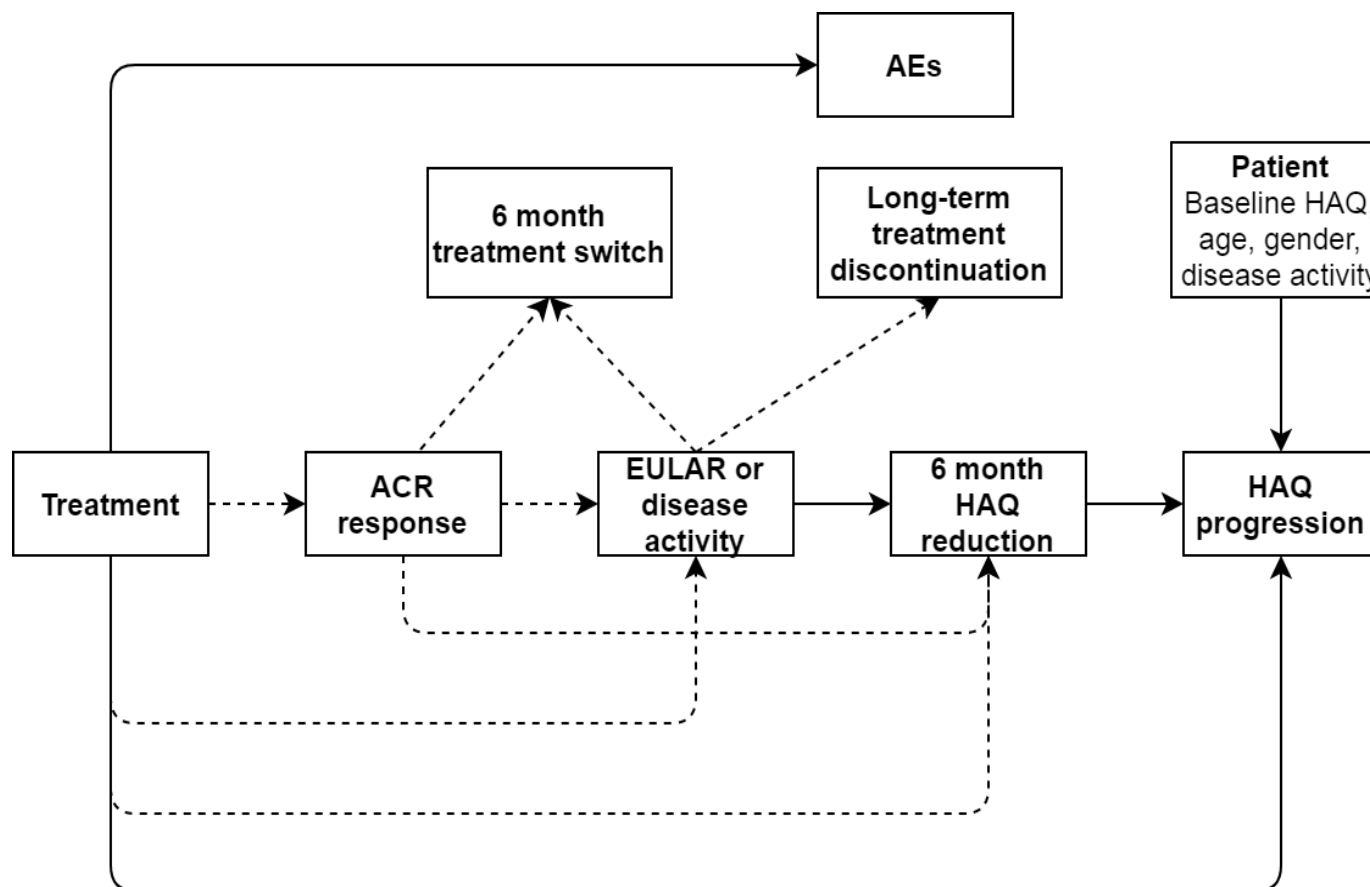 AEs
6 month
treatment switch
Long-term
treatment
discontinuation
Patient
Baseline HAQ,
age, gender,
disease activity
Treatment
ACR
response
EULAR or
disease
activity
6 month
HAQ
reduction
HAQ
progression